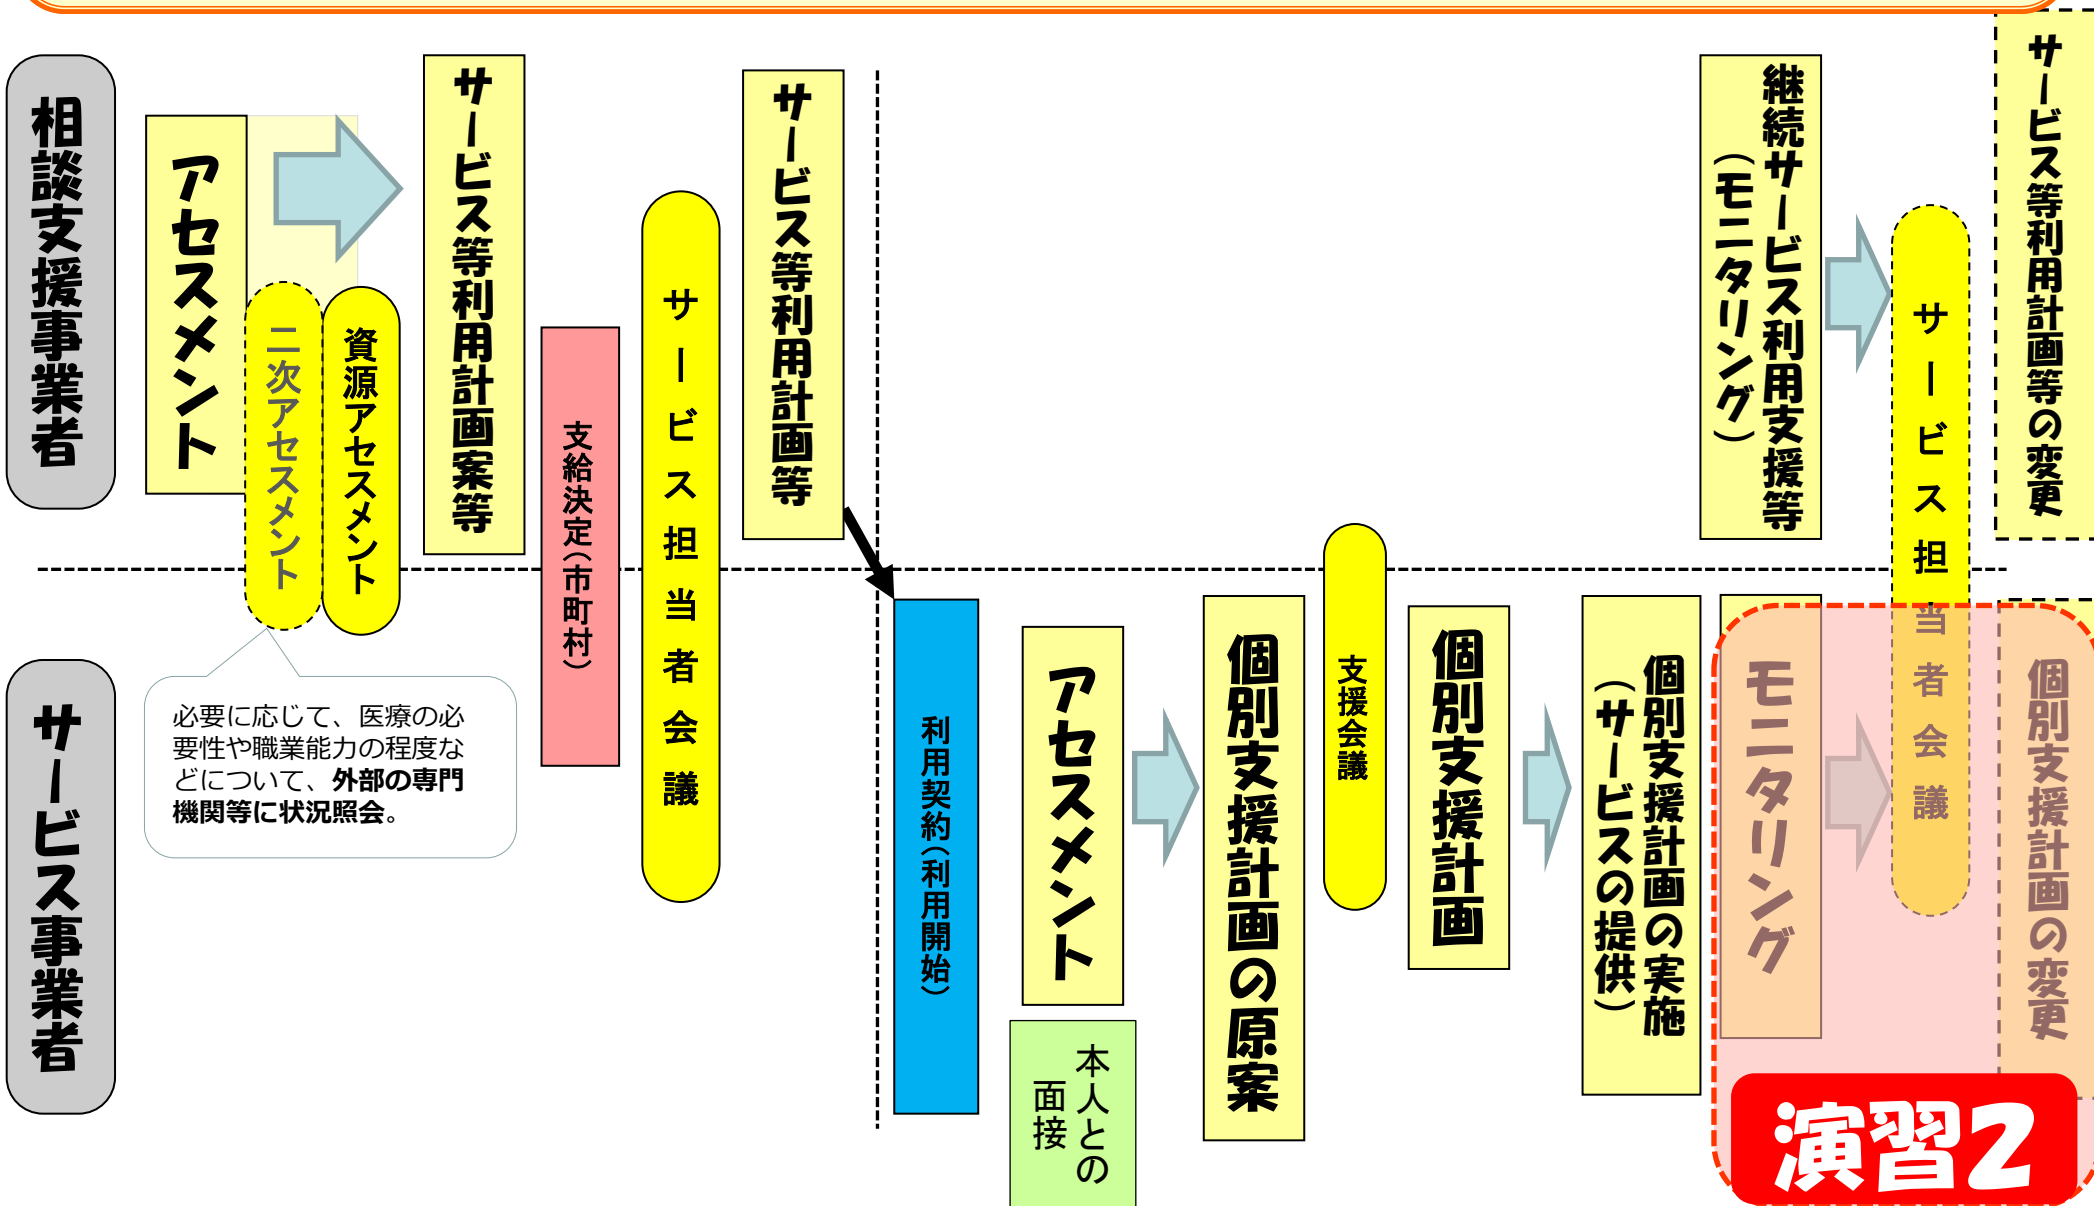 相談支援事業者
アセスメント
二次アセスメント
資源アセスメント
サービス等利用計画案等
支給決定(市町村)
サービス担当者会議
サービス等利用計画等
継続サービス利用支援等
(モニタリング)
サービス担当者会議
サービス等利用計画等の変更
サービス事業者
必要に応じて、医療の必
要性や職業能力の程度な
どについて、外部の専門
機関等に状況照会。
利用契約(利用開始)
アセスメント
本人との
面接
個別支援計画の原案
支援会議
個別支援計画
個別支援計画の実施
(サービスの提供)
モニタリング
個別支援計画の変更
演習2